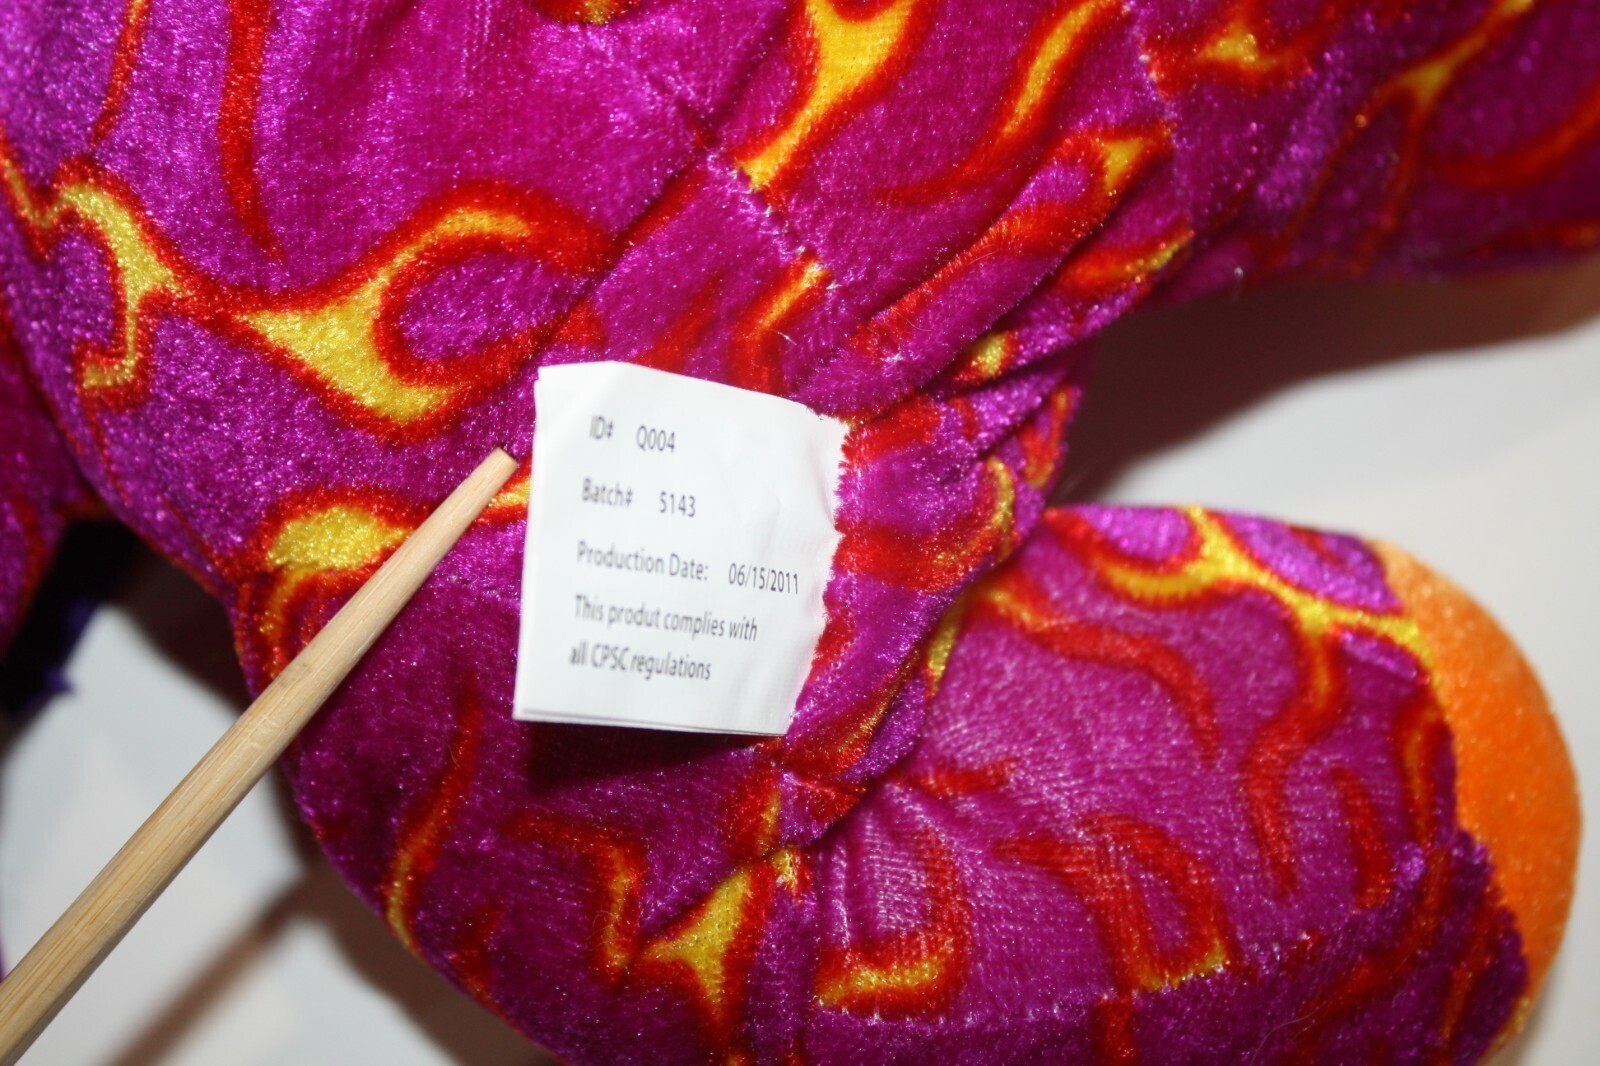 ID# Q004
Batch# 5143
Production Date: 06/15/2011
This produt complies with
all CPSC regulations